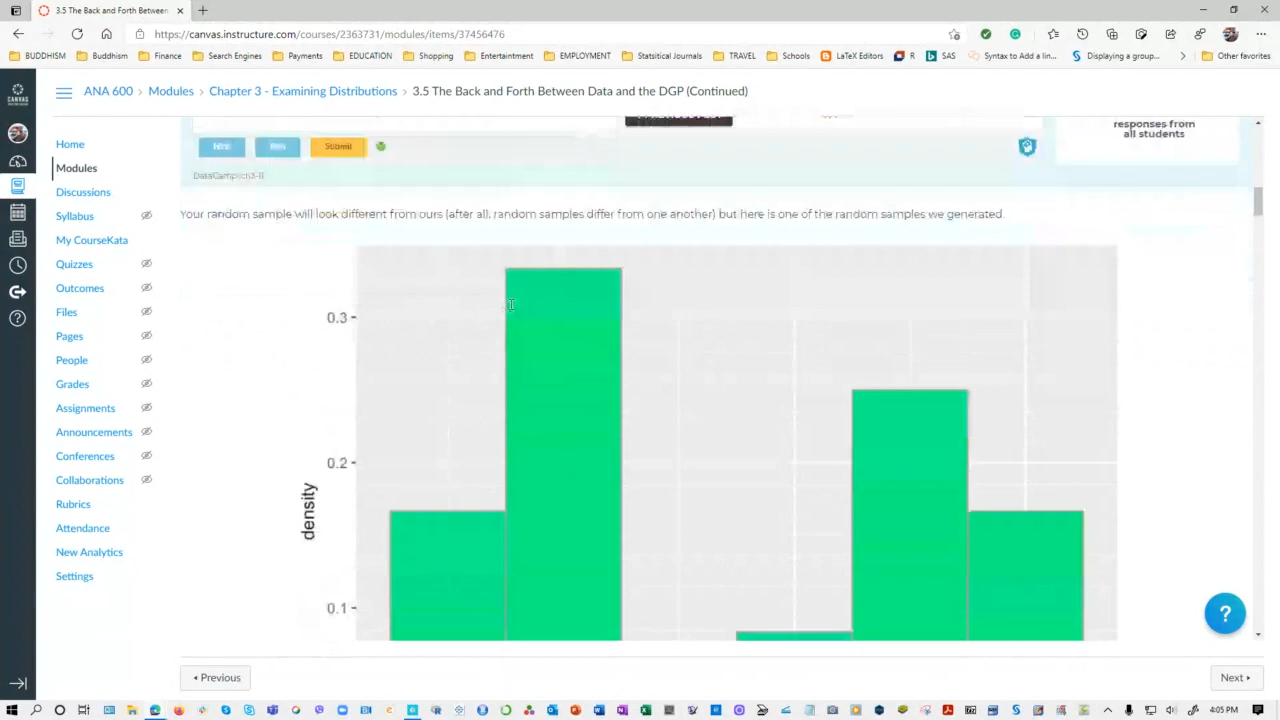 3.5 The Back and Forth Between
https://canvas.instructure.com/courses/2363731/modules/items/37456476
BUDDHISM Buddhism Finance Search Engines Payments EDUCATION Shopping Entertainment EMPLOYMENT Statsitical Journals TRAVEL Schools LaTeX Editors R SAS Syntax to Add a lin... Displaying a group... Other favorites
CANVAS
ANA 600 › Modules › Chapter 3 - Examining Distributions › 3.5 The Back and Forth Between Data and the DGP (Continued)
responses from
all students
Home
Modules
Discussions
Syllabus
My CourseKata
Quizzes
Outcomes
Files
Pages
People
Grades
Assignments
Announcements
Conferences
Collaborations
Rubrics
Attendance
New Analytics
Settings
Run Submit
Your random sample will look different from ours (after all, random samples differ from one another) but here is one of the random samples we generated.
0.3
0.2
0.1
density
?
Previous
Next
4:05 PM